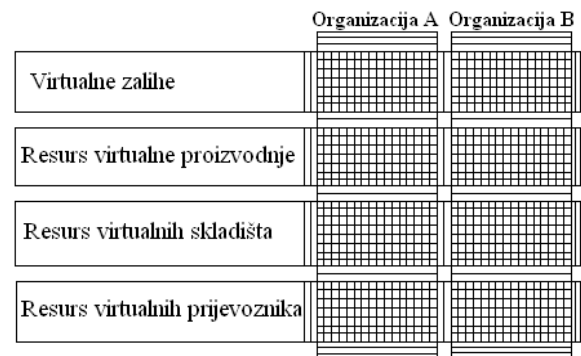 Organizacija A Organizacija B
Virtualne zalihe
Resurs virtualne proizvodnje
Resurs virtualnih skladišta
Resurs virtualnih prijevoznika